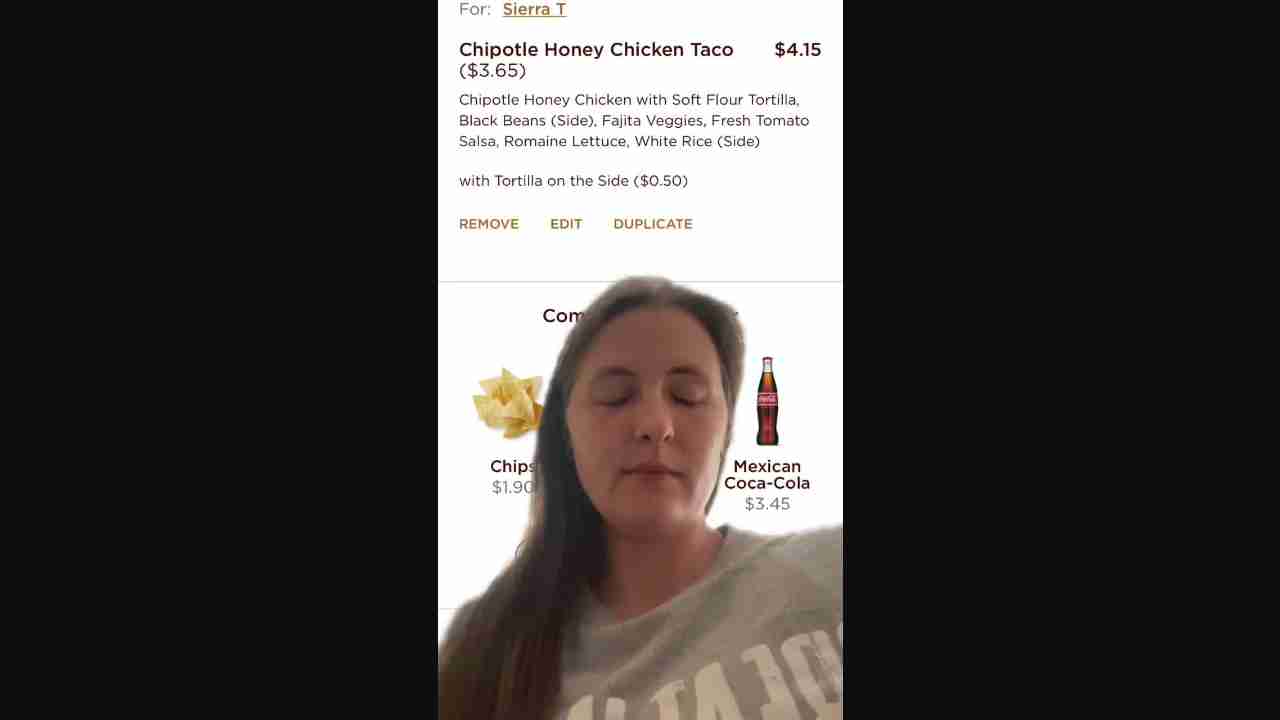 For: Sierra T
Chipotle Honey Chicken Taco $4.15
($3.65)
Chipotle Honey Chicken with Soft Flour Tortilla,
Black Beans (Side), Fajita Veggies, Fresh Tomato
Salsa, Romaine Lettuce, White Rice (Side)
with Tortilla on the Side ($0.50)
REMOVE EDIT DUPLICATE
Chips
$1.90
Mexican
Coca-Cola
$3.45